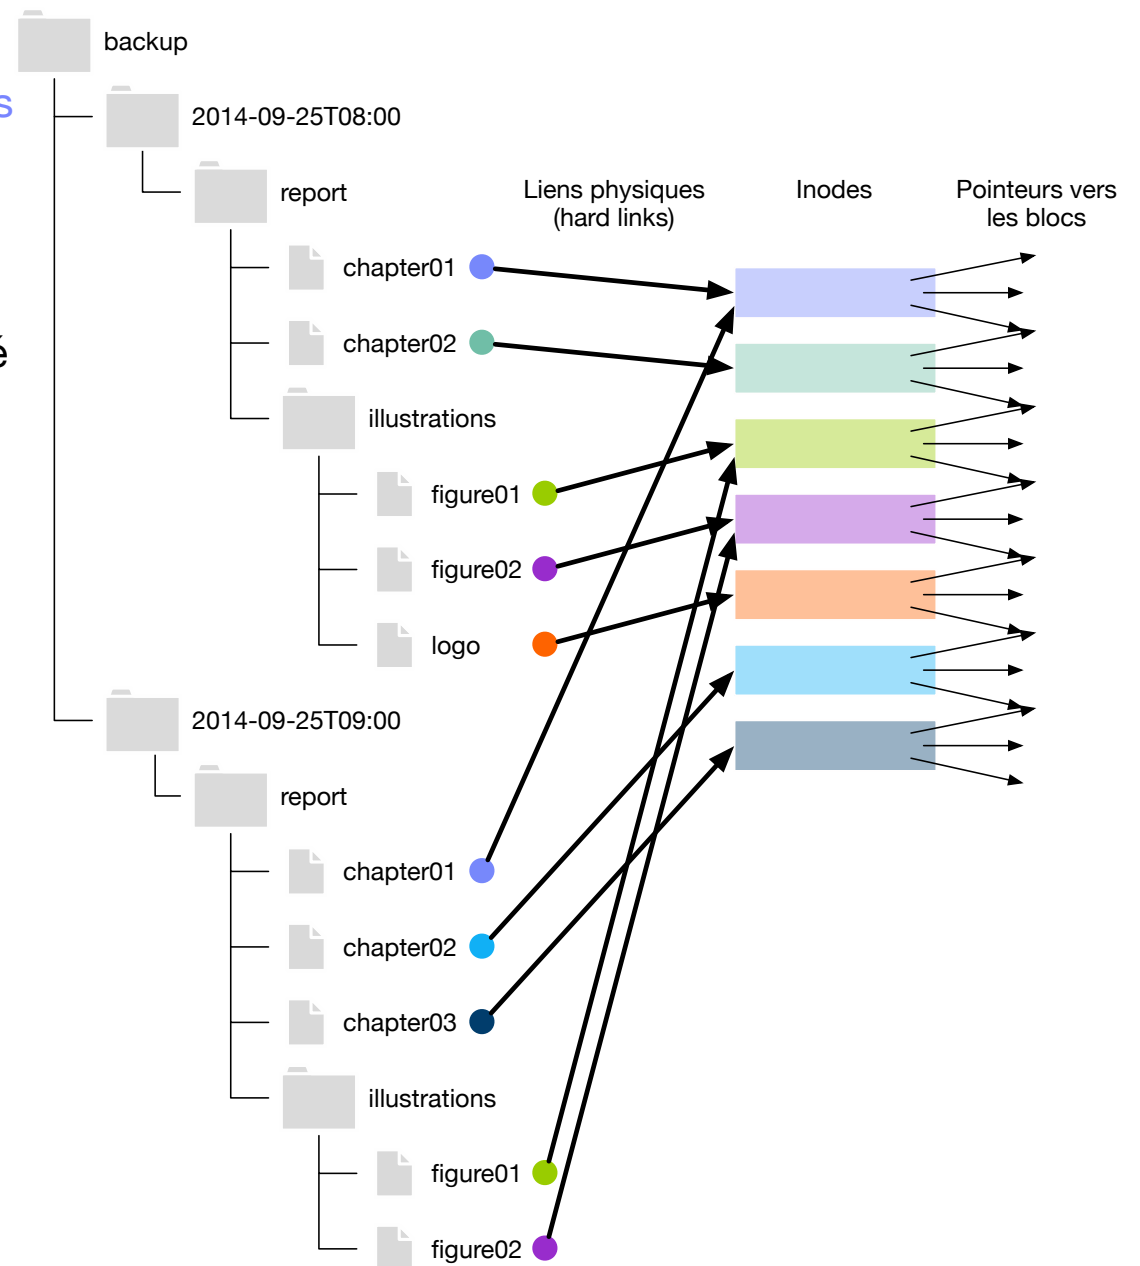 backup
s
2014-09-25T08:00
report
Liens physiques
(hard links)
Inodes
Pointeurs vers
les blocs
chapter01
é
chapter02
illustrations
figure01
figure02
logo
2014-09-25T09:00
report
chapter01
chapter02
chapter03
illustrations
figure01
figure02